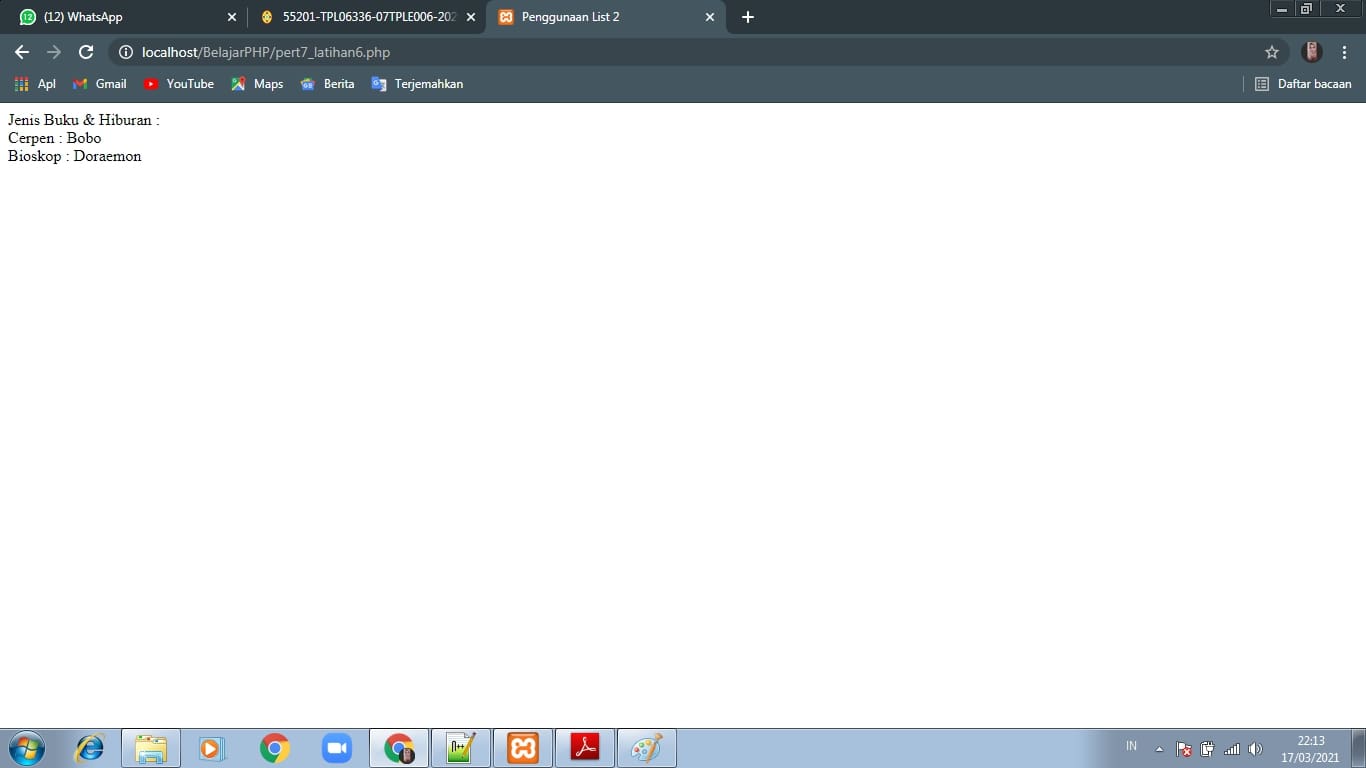 (12) WhatsApp
55201-TPL06336-07TPLE006-202
Penggunaan List 2
localhost/BelajarPHP/pert7_latihan6.php
Apl
Gmail
YouTube
Maps
Berita
Terjemahkan
Daftar bacaan
Jenis Buku & Hiburan :
Cerpen : Bobo
Bioskop : Doraemon
IN
22:13
17/03/2021